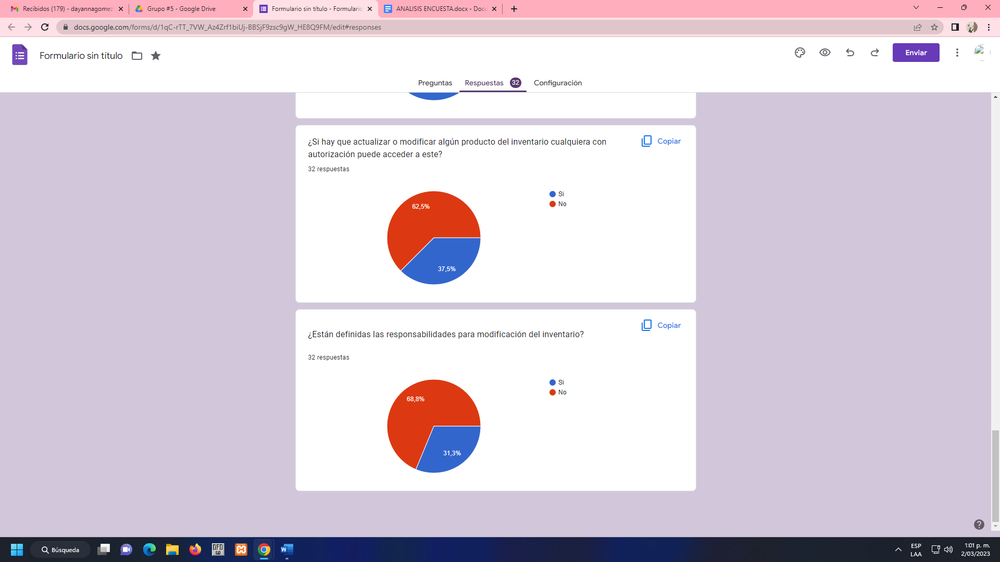 Recibidos (179) - dayannagomez
Grupo #5 - Google Drive
Formulario sin título - Formulario
ANALISIS ENCUESTA.docx - Docu
docs.google.com/forms/d/1qC-rTT_7VW_Az4Zrf1biUj-BBSjF9zsc9gW_HE8Q9FM/edit#responses
Formulario sin título
Enviar
Preguntas
Respuestas 32
Configuración
¿Si hay que actualizar o modificar algún producto del inventario cualquiera con
autorización puede acceder a este?
Copiar
32 respuestas
Si
No
62,5%
37,5%
¿Están definidas las responsabilidades para modificación del inventario?
Copiar
32 respuestas
Si
No
68,8%
31,3%
Búsqueda
ESP
LAA
1:01 p. m.
2/03/2023